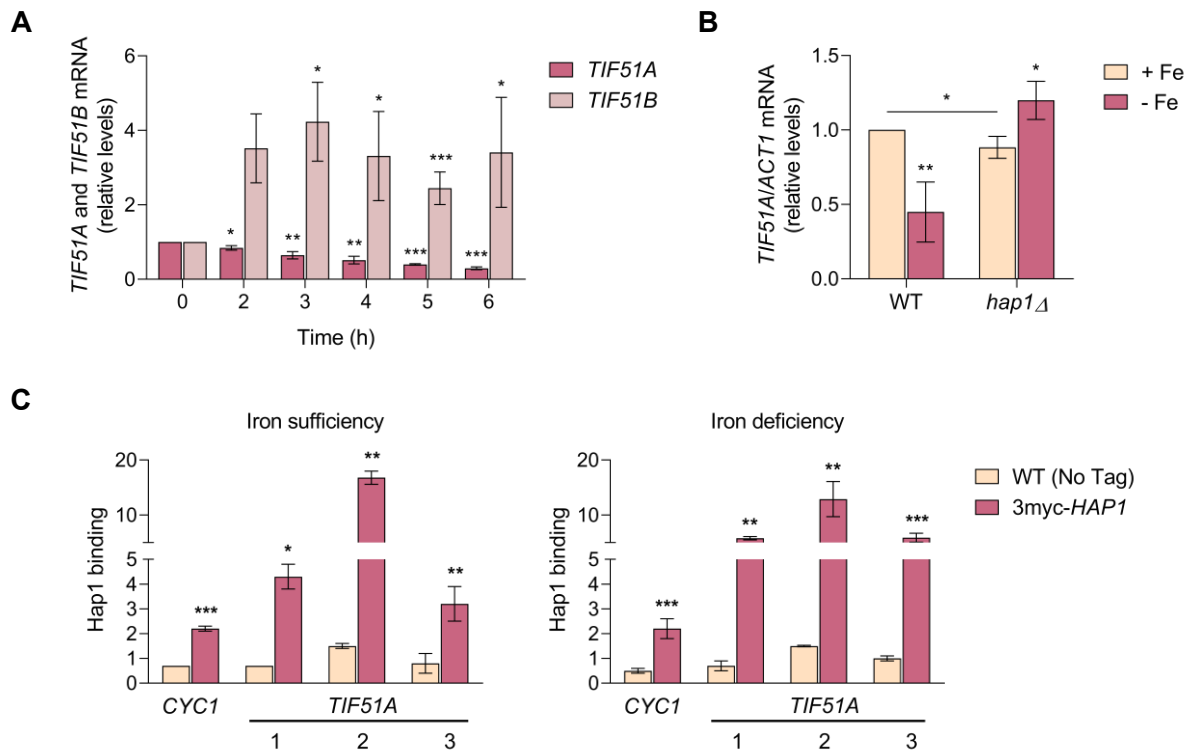 A
TIF51A and TIF51B mRNA
(relative levels)
6
4
2
0
*
**
*
**
*
***
***
***
*
0 2 3 4 5 6
Time (h)
TIF51A
TIF51B
B
TIF51A/ACT1 mRNA
(relative levels)
1.5
1.0
0.5
0.0
**
*
*
WT hap1Δ
+ Fe
- Fe
C
Iron sufficiency
Hap1 binding
20
10
5
4
3
2
1
0
***
*
**
**
CYC1 TIF51A
1 2 3
Iron deficiency
Hap1 binding
20
10
5
4
3
2
1
0
***
**
**
***
CYC1 TIF51A
1 2 3
WT (No Tag)
3myc-HAP1